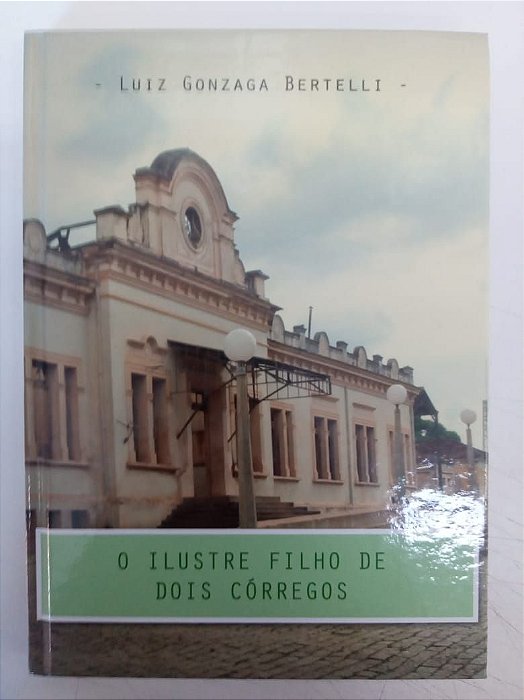 - Luiz Gonzaga Bertelli -
O ILUSTRE FILHO DE
DOIS CÓRREGOS